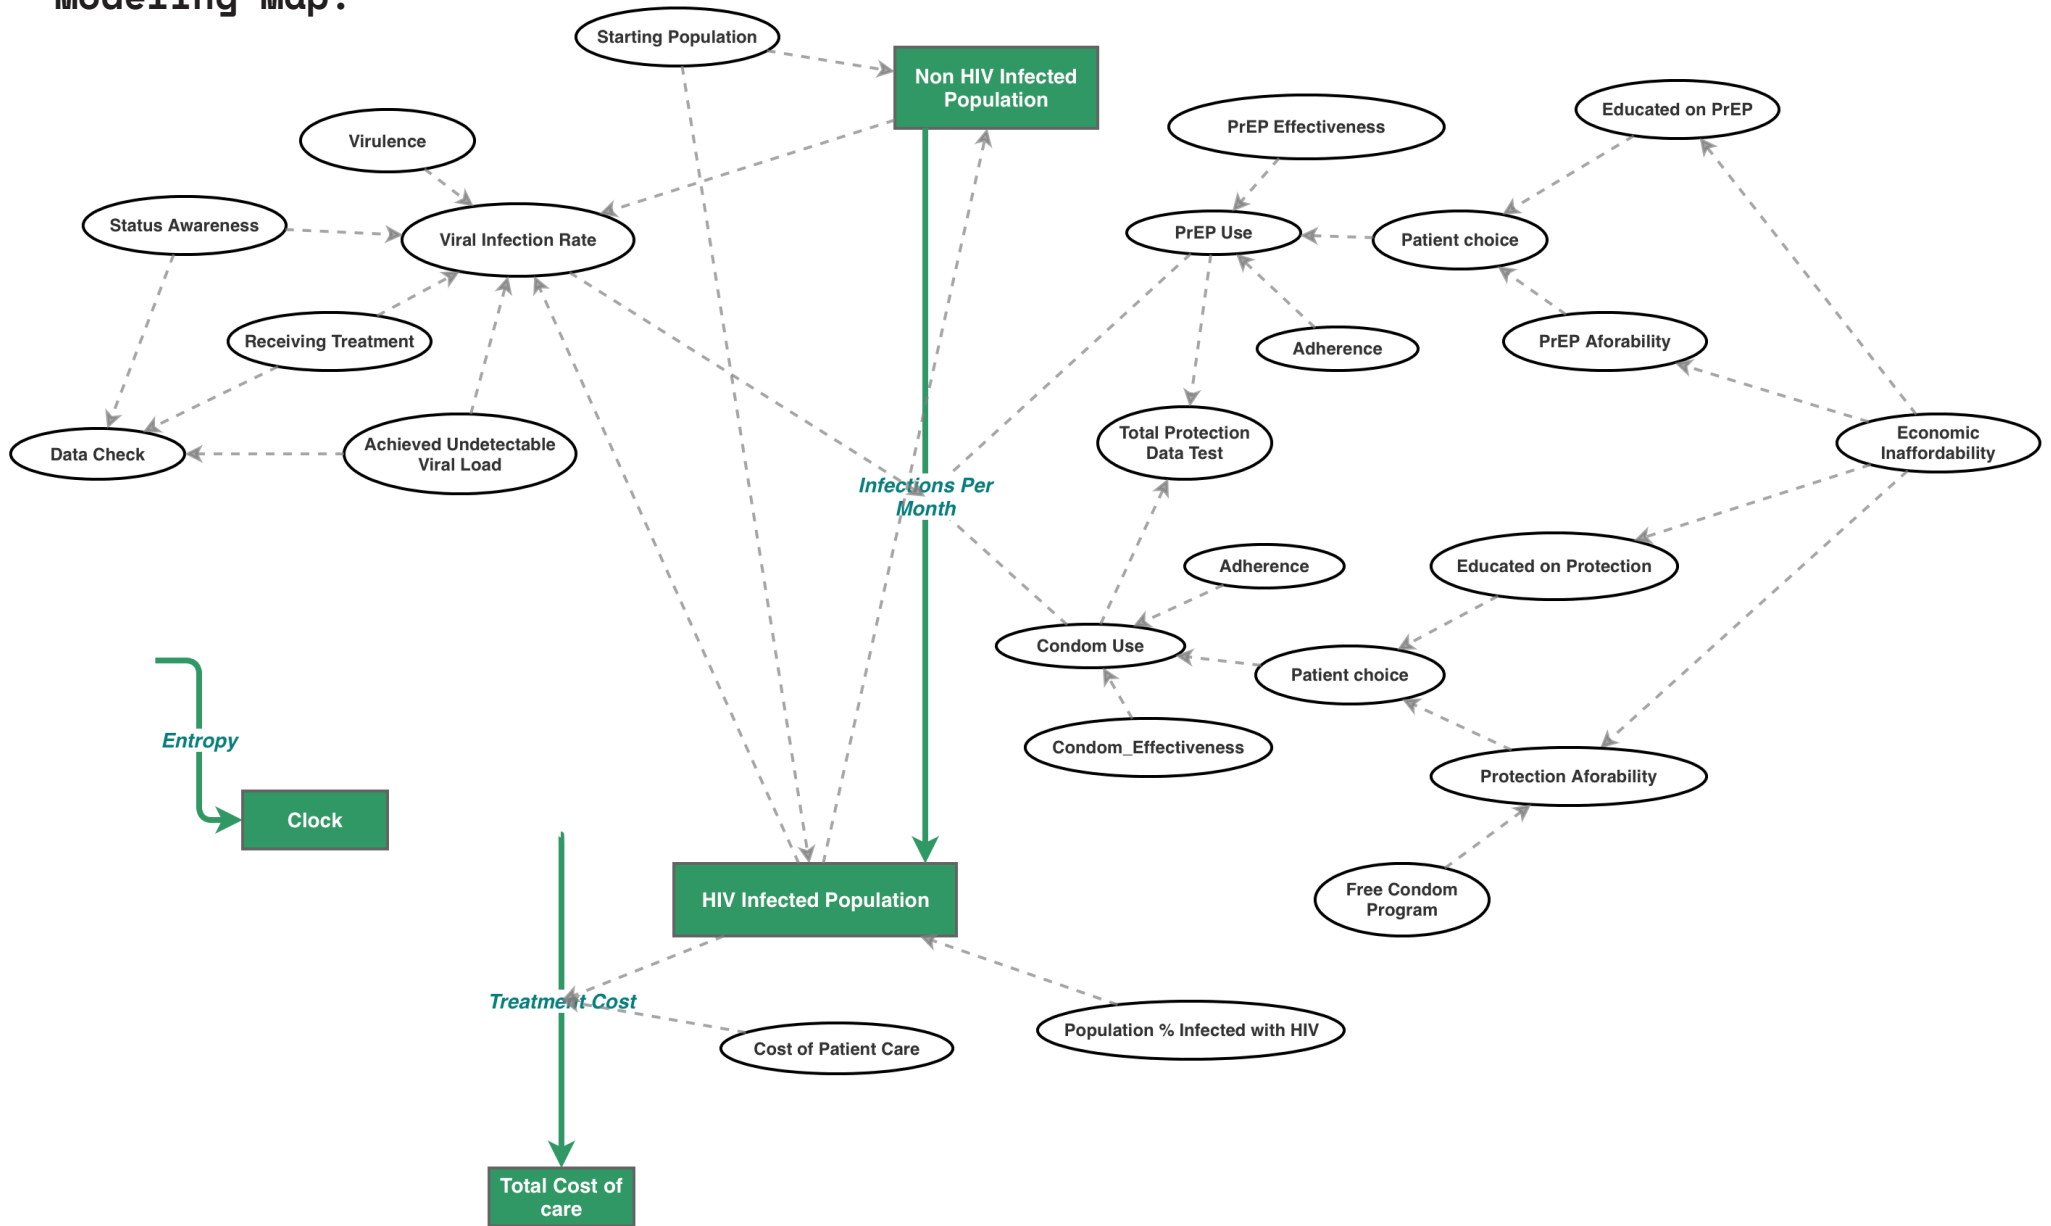 Modeling Map:
Starting Population
Non HIV Infected
Population
Virulence
PrEP Effectiveness
Educated on PrEP
Status Awareness
Viral Infection Rate
PrEP Use
Patient choice
Receiving Treatment
Adherence
PrEP Aforability
Data Check
Achieved Undetectable
Viral Load
Total Protection
Data Test
Economic
Inaffordability
Infections Per
Month
Adherence
Educated on Protection
Condom Use
Patient choice
Entropy
Condom_Effectiveness
Protection Aforability
Clock
HIV Infected Population
Free Condom
Program
Treatment Cost
Cost of Patient Care
Population % Infected with HIV
Total Cost of
care